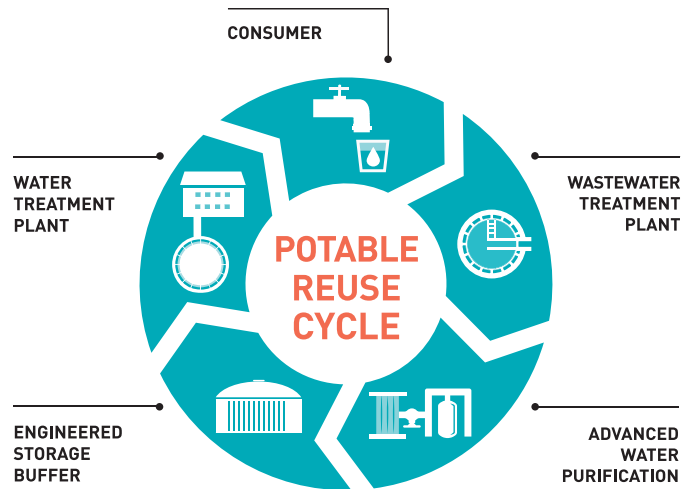 CONSUMER
WATER
TREATMENT
PLANT
WASTEWATER
TREATMENT
PLANT
POTABLE
REUSE
CYCLE
ENGINEERED
STORAGE
BUFFER
ADVANCED
WATER
PURIFICATION